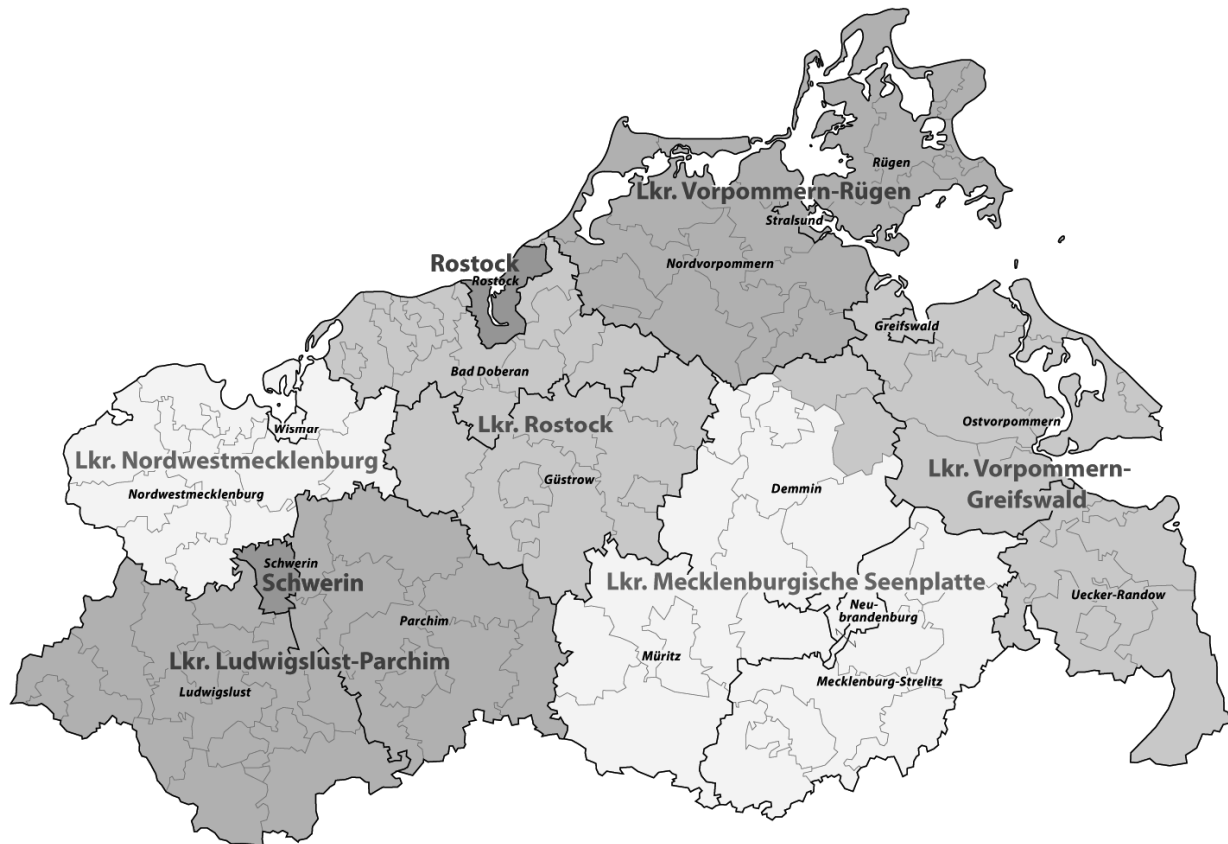 Rügen
Lkr. Vorpommern-Rügen
Stralsund
Nordvorpommern
Rostock
Rostock
Greifswald
Bad Doberan
Ostvorpommern
Lkr. Rostock
Wismar
Lkr. Nordwestmecklenburg
Lkr. Vorpommern-
Greifswald
Güstrow
Demmin
Nordwestmecklenburg
Schwerin
Schwerin
Lkr. Mecklenburgische Seenplatte
Uecker-Randow
Neu-
brandenburg
Parchim
Müritz
Lkr. Ludwigslust-Parchim
Mecklenburg-Strelitz
Ludwigslust